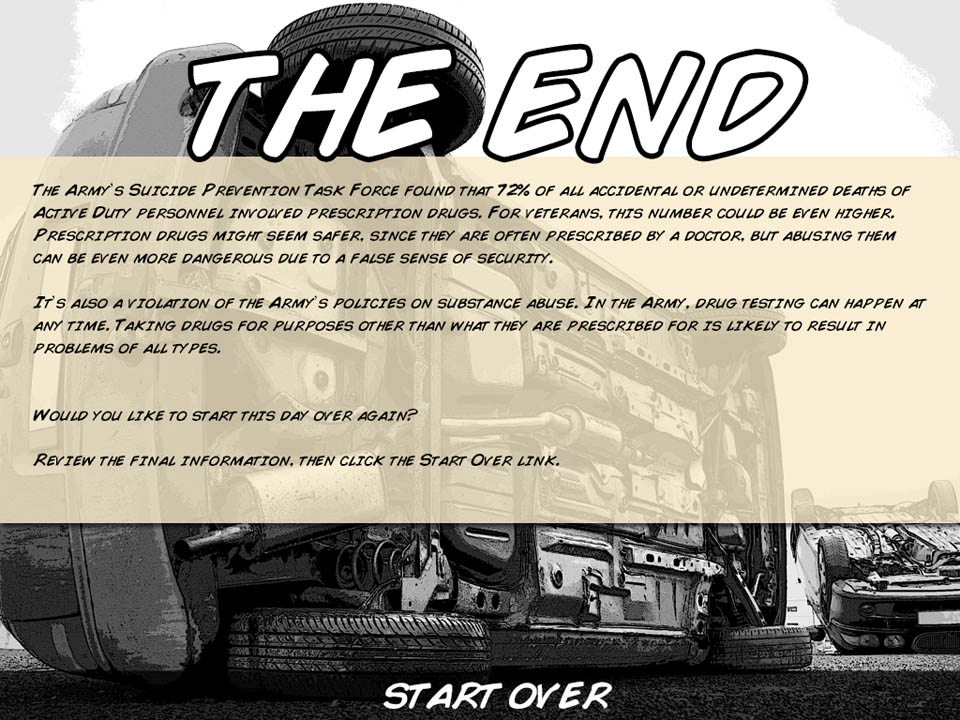 THE END
The Army's Suicide Prevention Task Force found that 72% of all accidental or undetermined deaths of
Active Duty personnel involved prescription drugs. For veterans, this number could be even higher.
Prescription drugs might seem safer, since they are often prescribed by a doctor, but abusing them
can be even more dangerous due to a false sense of security.
It's also a violation of the Army's policies on substance abuse. In the Army, drug testing can happen at
any time. Taking drugs for purposes other than what they are prescribed for is likely to result in
problems of all types.
Would you like to start this day over again?
Review the final information, then click the Start Over link.
START OVER